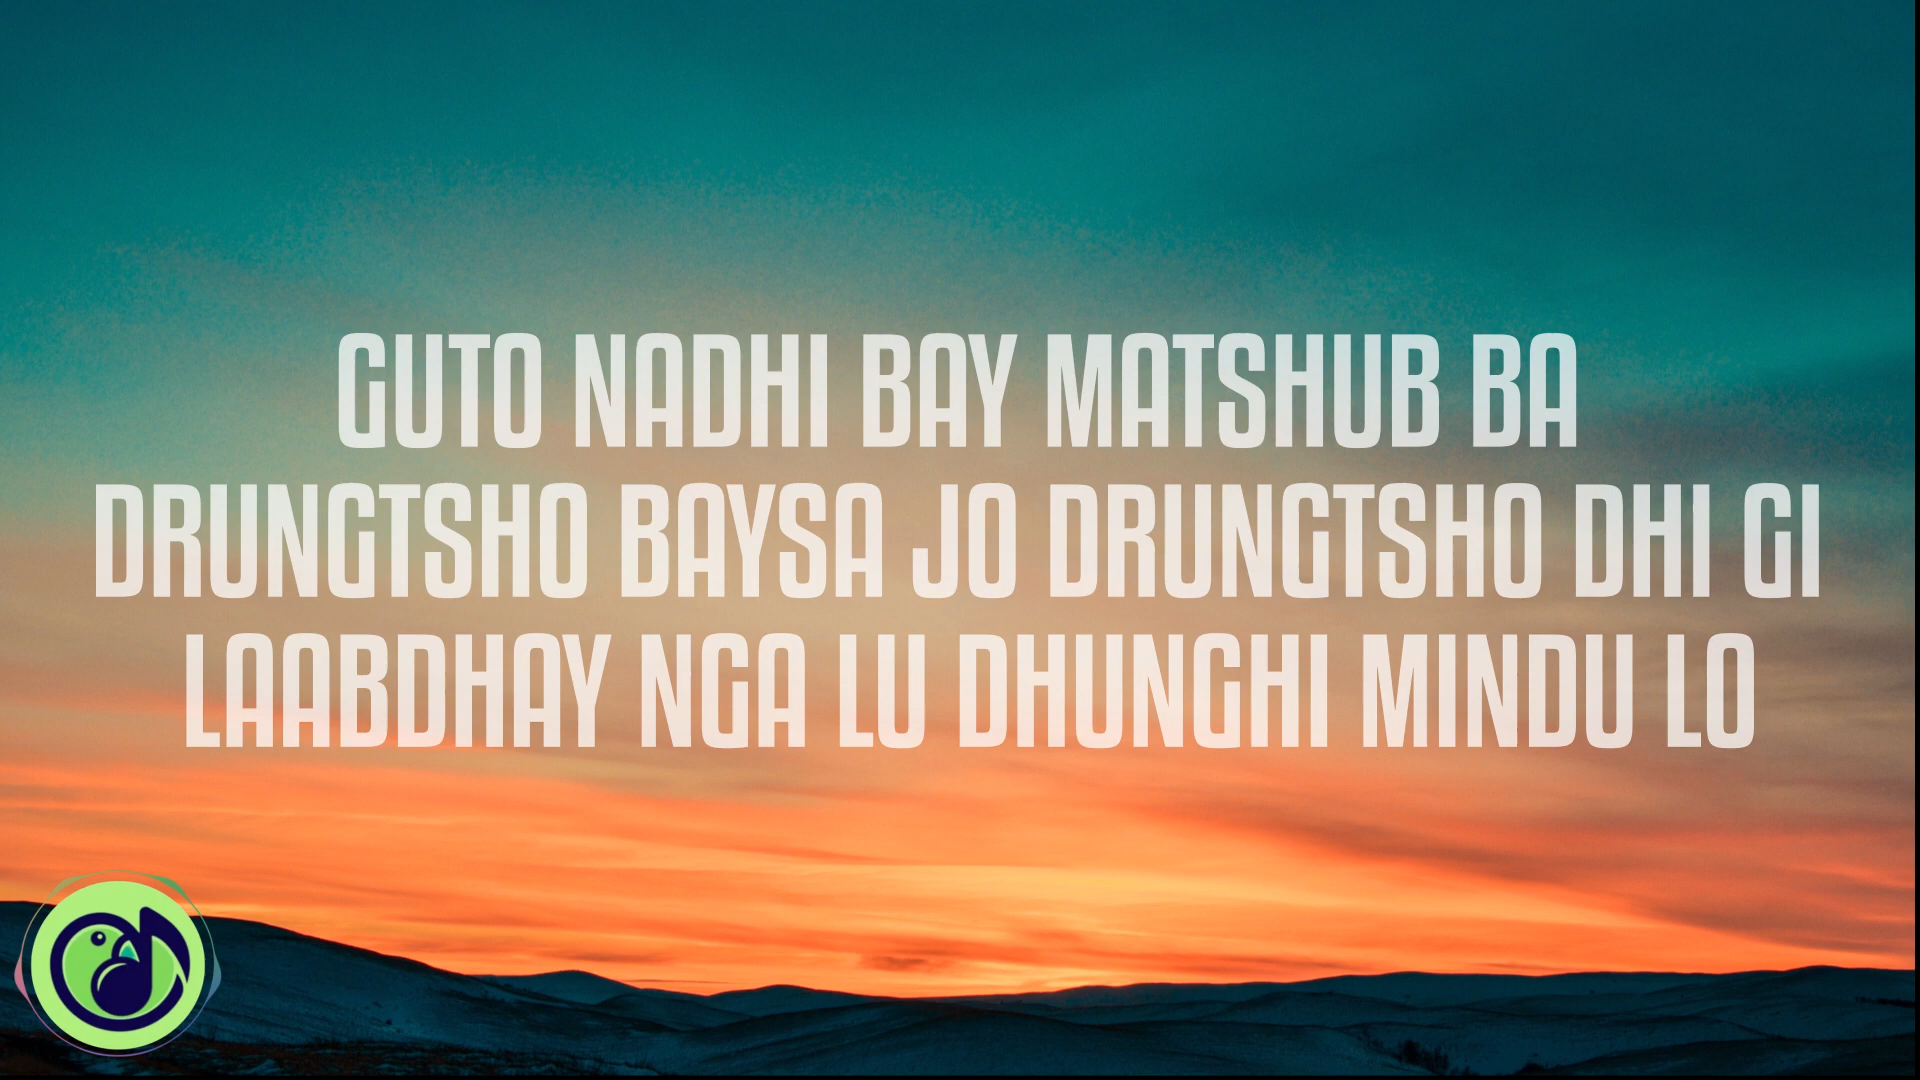 GUTO NADHI BAY MATSHUB BA
DRUNGTSHO BAYSA JO DRUNGTSHO DHI GI
LAABDHAY NGA LU DHUNGHI MINDU LO